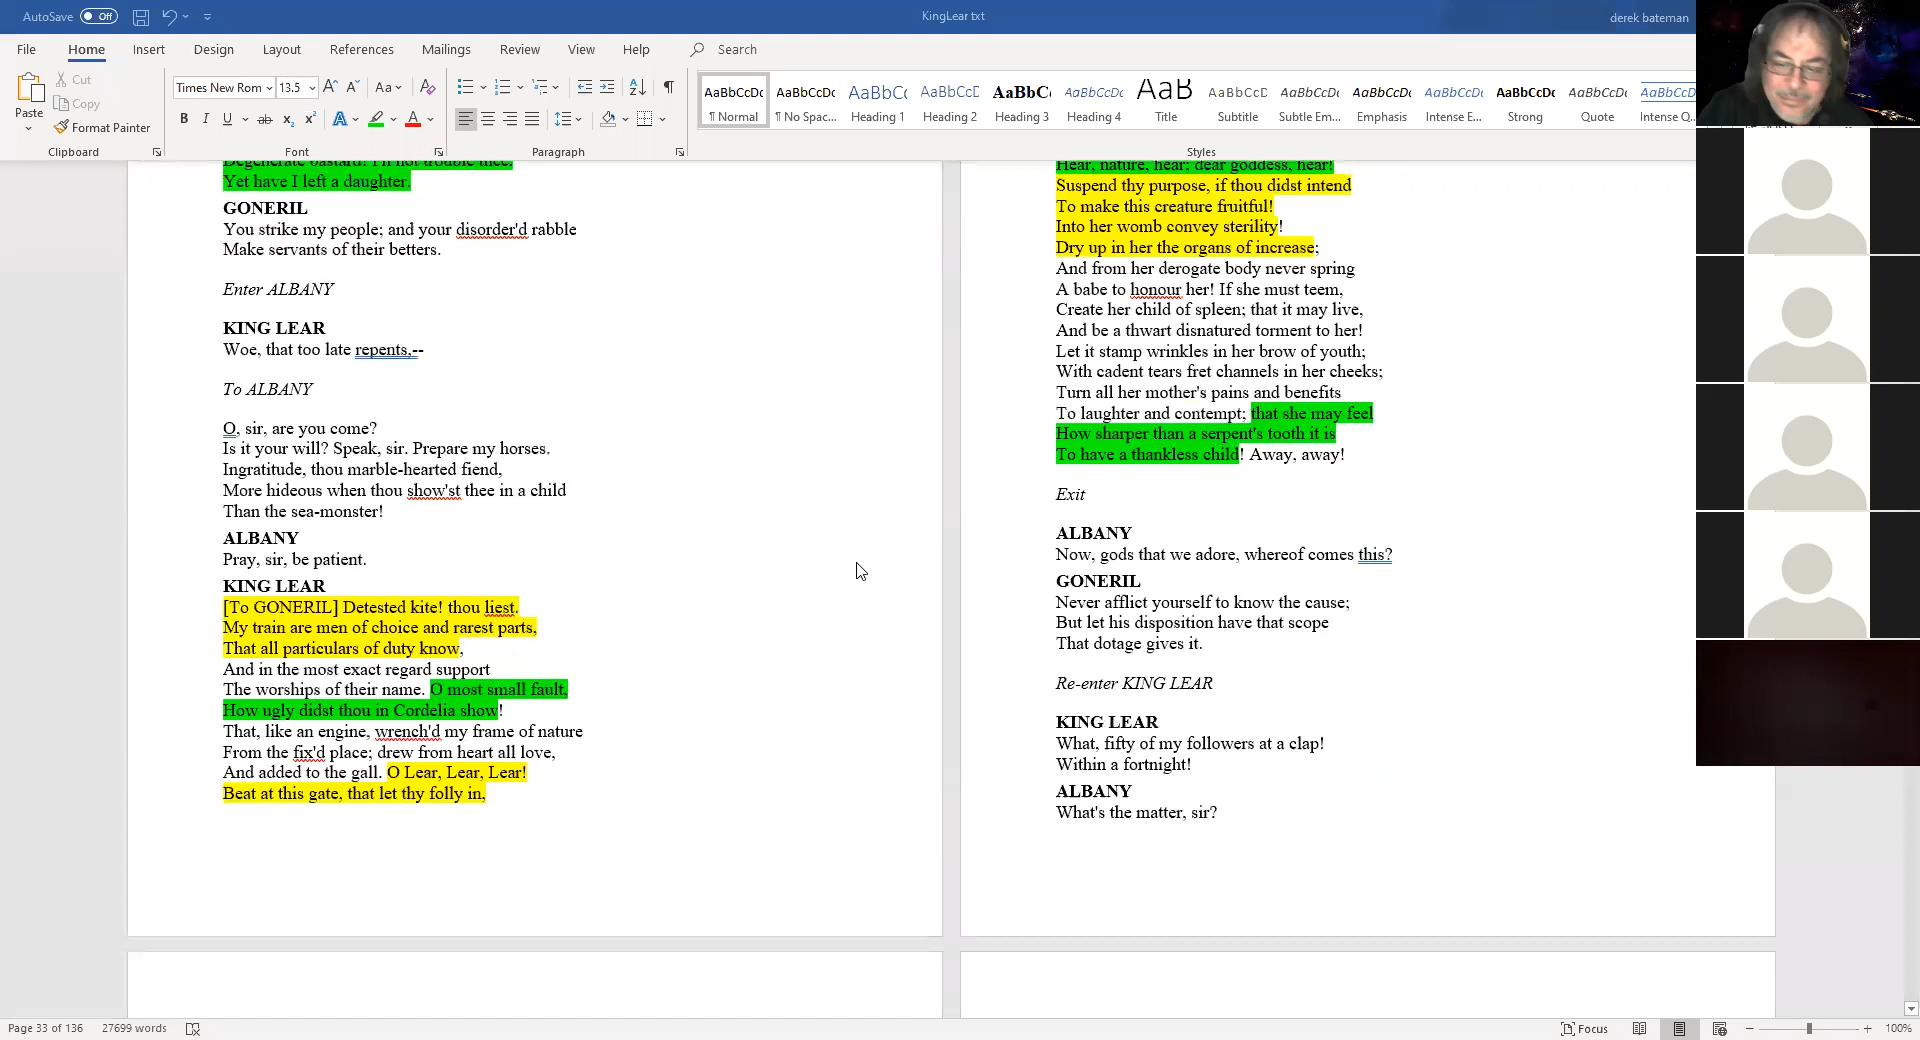 AutoSave Off
KingLear txt
derek bateman
File Home Insert Design Layout References Mailings Review View Help Search
Cut
Copy
Paste
Format Painter
Clipboard
Times New Rom 13.5
Font
Paragraph
AaBbCcDc AaBbCcDc AaBbC AaBbCcD AaBbC AaBbCcDc AaB AaBbCcD AaBbCcDc AaBbCcDc AaBbCcDc AaBbCcDc AaBbCcDc AaBbCcDc
¶ Normal ¶ No Spac... Heading 1 Heading 2 Heading 3 Heading 4 Title Subtitle Subtle Em... Emphasis Intense E... Strong Quote Intense Q...
Styles
Degenerate bastard! I'll not trouble thee.
Yet have I left a daughter.
GONERIL
You strike my people; and your disorder'd rabble
Make servants of their betters.
Enter ALBANY
KING LEAR
Woe, that too late repents,--
To ALBANY
O, sir, are you come?
Is it your will? Speak, sir. Prepare my horses.
Ingratitude, thou marble-hearted fiend,
More hideous when thou show'st thee in a child
Than the sea-monster!
ALBANY
Pray, sir, be patient.
KING LEAR
[To GONERIL] Detested kite! thou liest.
My train are men of choice and rarest parts,
That all particulars of duty know,
And in the most exact regard support
The worships of their name. O most small fault,
How ugly didst thou in Cordelia show!
That, like an engine, wrench'd my frame of nature
From the fix'd place; drew from heart all love,
And added to the gall. O Lear, Lear, Lear!
Beat at this gate, that let thy folly in,
Hear, nature, hear; dear goddess, hear!
Suspend thy purpose, if thou didst intend
To make this creature fruitful!
Into her womb convey sterility!
Dry up in her the organs of increase;
And from her derogate body never spring
A babe to honour her! If she must teem,
Create her child of spleen; that it may live,
And be a thwart disnatured torment to her!
Let it stamp wrinkles in her brow of youth;
With cadent tears fret channels in her cheeks;
Turn all her mother's pains and benefits
To laughter and contempt; that she may feel
How sharper than a serpent's tooth it is
To have a thankless child! Away, away!
Exit
ALBANY
Now, gods that we adore, whereof comes this?
GONERIL
Never afflict yourself to know the cause;
But let his disposition have that scope
That dotage gives it.
Re-enter KING LEAR
KING LEAR
What, fifty of my followers at a clap!
Within a fortnight!
ALBANY
What's the matter, sir?
Page 33 of 136 27699 words
Focus
100%